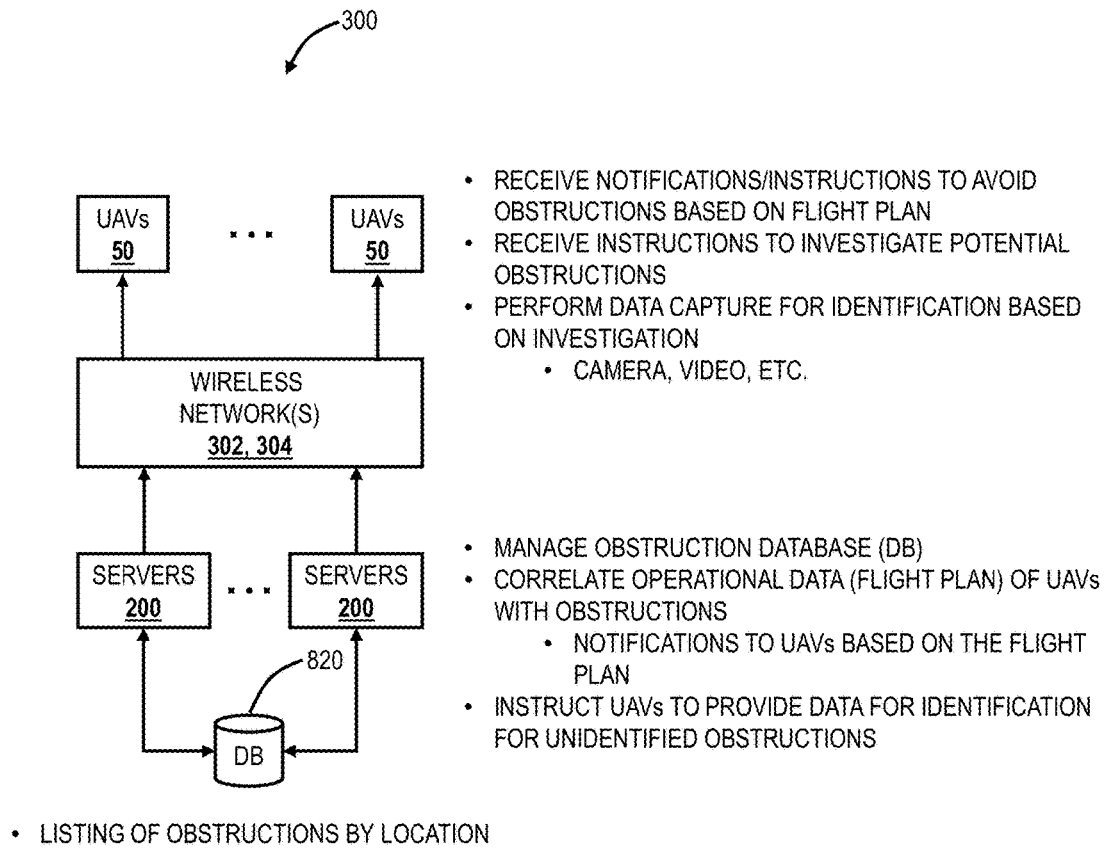 300
UAVs
50
• • •
UAVs
50
• RECEIVE NOTIFICATIONS/INSTRUCTIONS TO AVOID
OBSTRUCTIONS BASED ON FLIGHT PLAN
• RECEIVE INSTRUCTIONS TO INVESTIGATE POTENTIAL
OBSTRUCTIONS
• PERFORM DATA CAPTURE FOR IDENTIFICATION BASED
ON INVESTIGATION
• CAMERA, VIDEO, ETC.
WIRELESS
NETWORK(S)
302, 304
SERVERS
200
• • •
SERVERS
200
• MANAGE OBSTRUCTION DATABASE (DB)
• CORRELATE OPERATIONAL DATA (FLIGHT PLAN) OF UAVs
WITH OBSTRUCTIONS
• NOTIFICATIONS TO UAVs BASED ON THE FLIGHT
PLAN
• INSTRUCT UAVs TO PROVIDE DATA FOR IDENTIFICATION
FOR UNIDENTIFIED OBSTRUCTIONS
820
DB
• LISTING OF OBSTRUCTIONS BY LOCATION